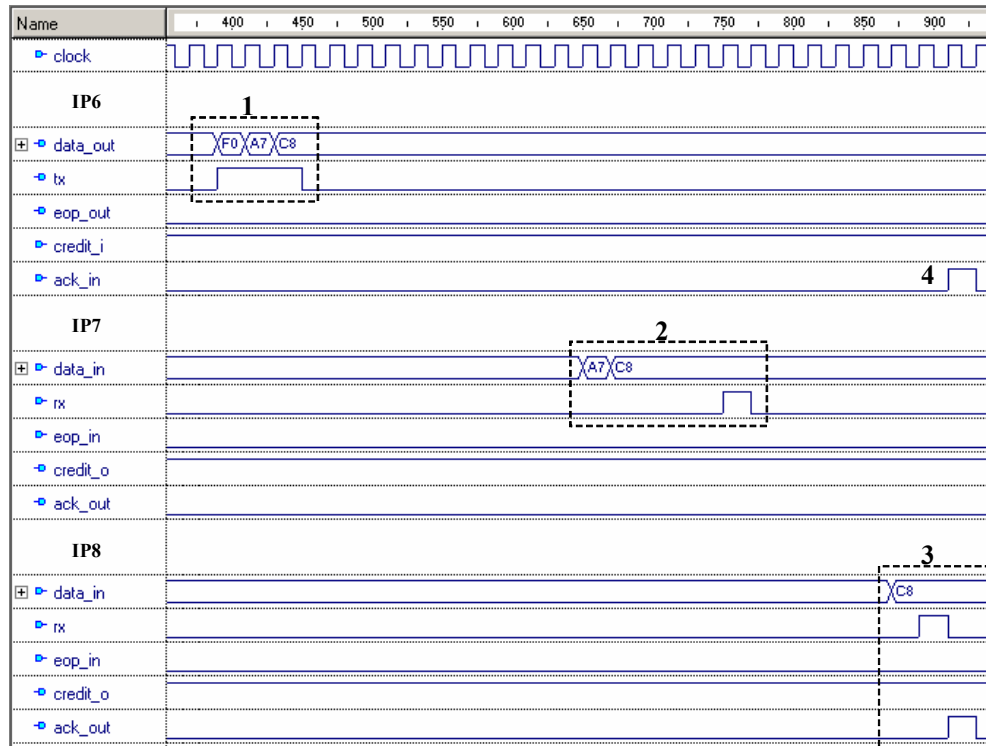 Name 400 450 500 550 600 650 700 750 800 850 900
clock
IP6
1
data_out F0 A7 C8
tx
eop_out
credit_i
ack_in 4
IP7
2
data_in A7 C8
rx
eop_in
credit_o
ack_out
IP8
3
data_in C8
rx
eop_in
credit_o
ack_out